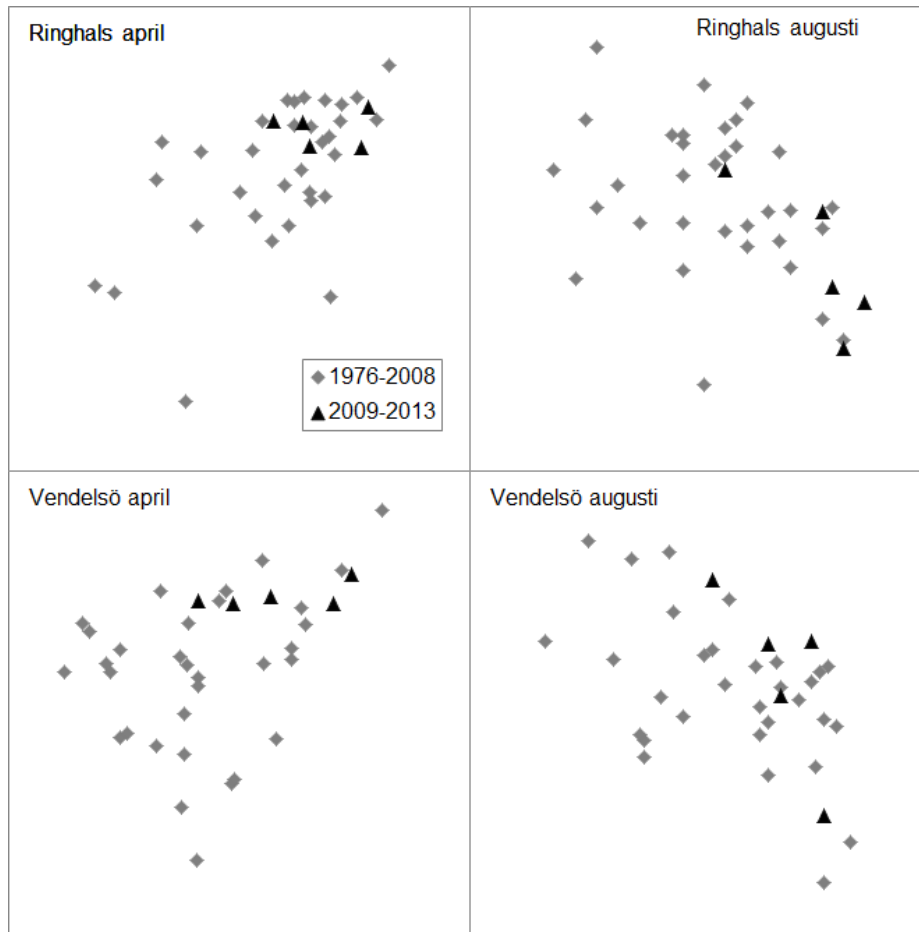 Ringhals april
Ringhals augusti
1976-2008
2009-2013
Vendelsö april
Vendelsö augusti